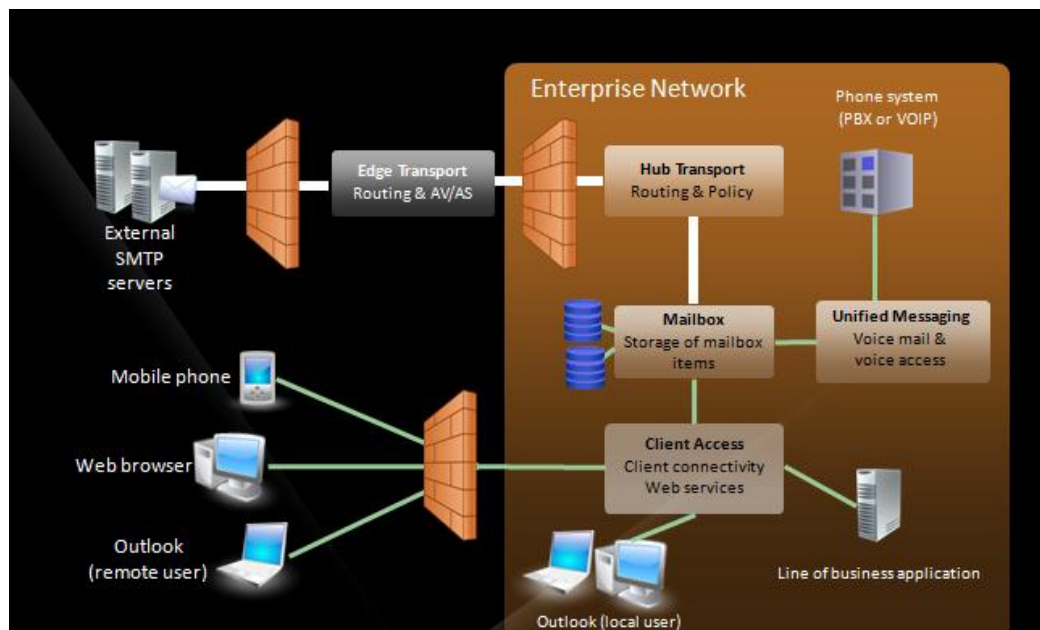 Enterprise Network
Phone system
(PBX or VOIP)
Edge Transport
Routing & AV/AS
Hub Transport
Routing & Policy
External
SMTP
servers
Mailbox
Storage of mailbox
items
Unified Messaging
Voice mail &
voice access
Mobile phone
Web browser
Client Access
Client connectivity
Web services
Outlook
(remote user)
Line of business application
Outlook (local user)